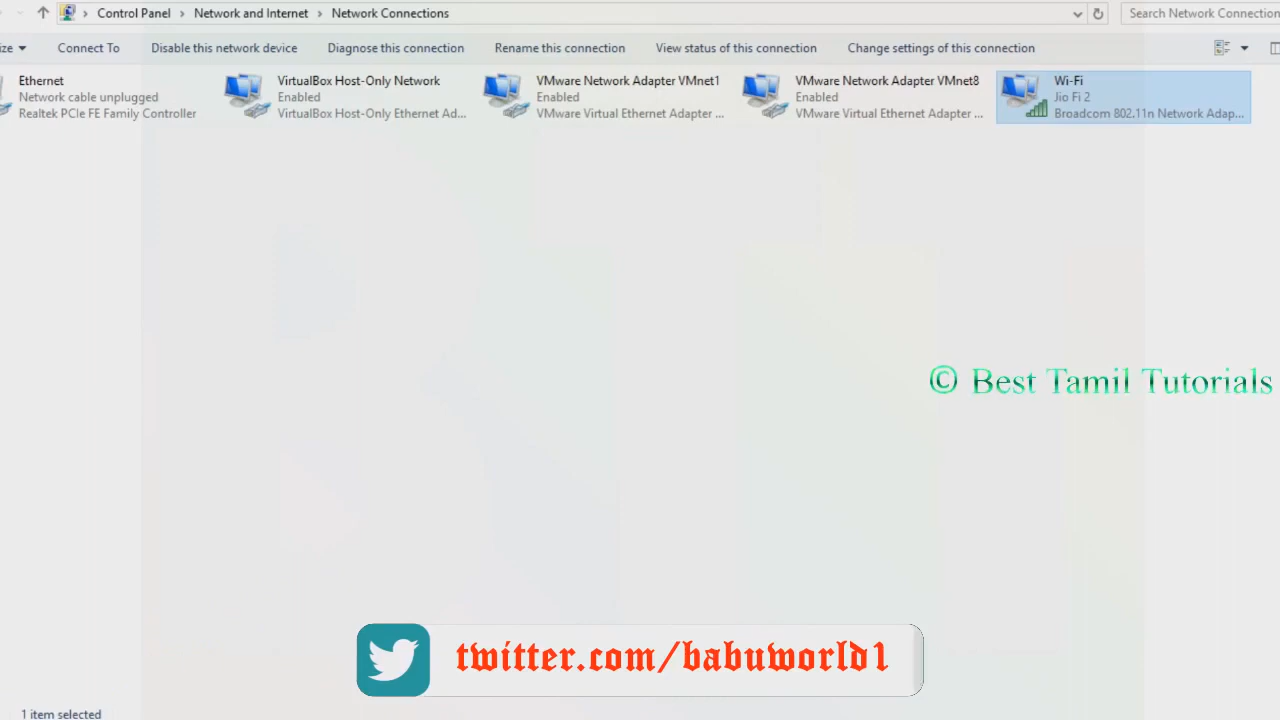 Control Panel > Network and Internet > Network Connections
Search Network Connection
ze
Connect To
Disable this network device
Diagnose this connection
Rename this connection
View status of this connection
Change settings of this connection
Ethernet
Network cable unplugged
Realtek PCIe FE Family Controller
VirtualBox Host-Only Network
Enabled
VirtualBox Host-Only Ethernet Ad...
VMware Network Adapter VMnet1
Enabled
VMware Virtual Ethernet Adapter ...
VMware Network Adapter VMnet8
Enabled
VMware Virtual Ethernet Adapter ...
Wi-Fi
Jio Fi 2
Broadcom 802.11n Network Adap...
© Best Tamil Tutorials
twitter.com/babuworld1
1 item selected